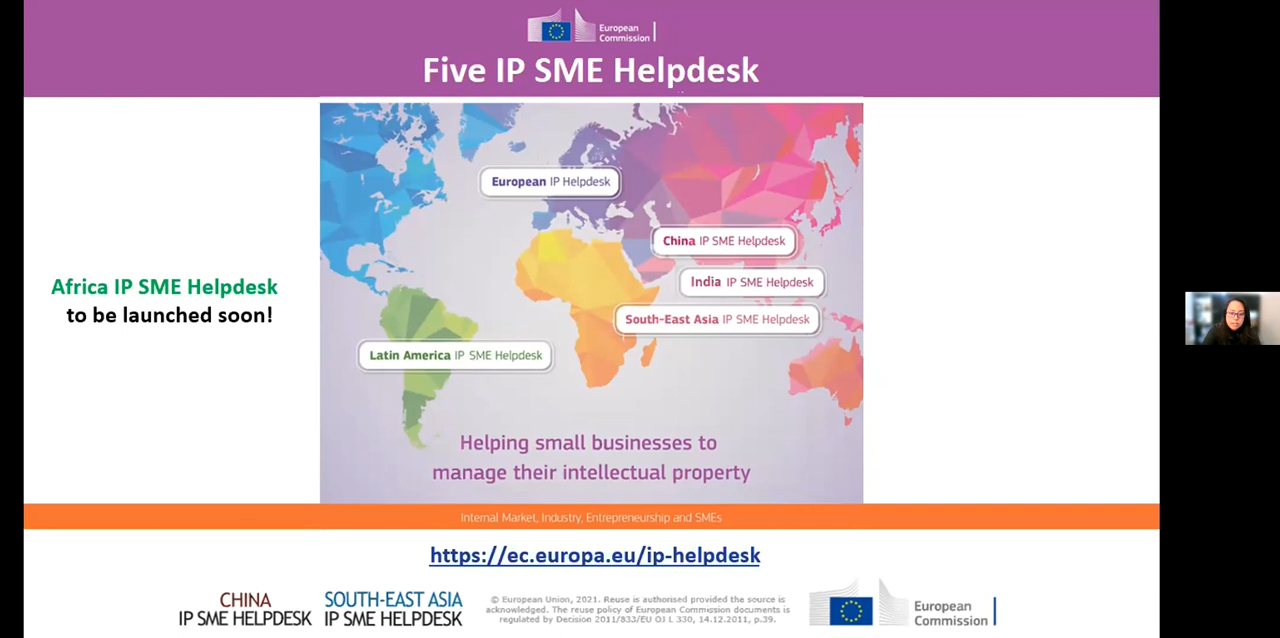 European
Commission
Five IP SME Helpdesk
European IP Helpdesk
China IP SME Helpdesk
India IP SME Helpdesk
Africa IP SME Helpdesk
to be launched soon!
South-East Asia IP SME Helpdesk
Latin America IP SME Helpdesk
Helping small businesses to
manage their intellectual property
Internal Market, Industry, Entrepreneurship and SMEs
https://ec.europa.eu/ip-helpdesk
CHINA
IP SME HELPDESK
SOUTH-EAST ASIA
IP SME HELPDESK
© European Union, 2021. Reuse is authorised provided the source is
acknowledged. The reuse policy of European Commission documents is
regulated by Decision 2011/833/EU OJ L 330, 14.12.2011, p.39.
European
Commission